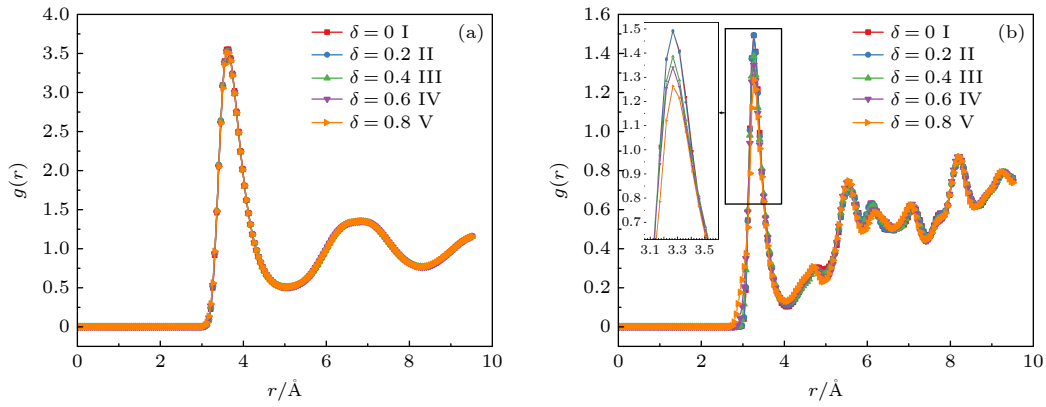 (a)
δ = 0 I
δ = 0.2 II
δ = 0.4 III
δ = 0.6 IV
δ = 0.8 V
4.0
3.5
3.0
2.5
2.0
1.5
1.0
0.5
0
g(r)
0 2 4 6 8 10
r/Å
(b)
δ = 0 I
δ = 0.2 II
δ = 0.4 III
δ = 0.6 IV
δ = 0.8 V
1.6
1.4
1.2
1.0
0.8
0.6
0.4
0.2
0
g(r)
1.5
1.4
1.3
1.2
1.1
1.0
0.9
0.8
0.7
3.1 3.3 3.5
0 2 4 6 8 10
r/Å